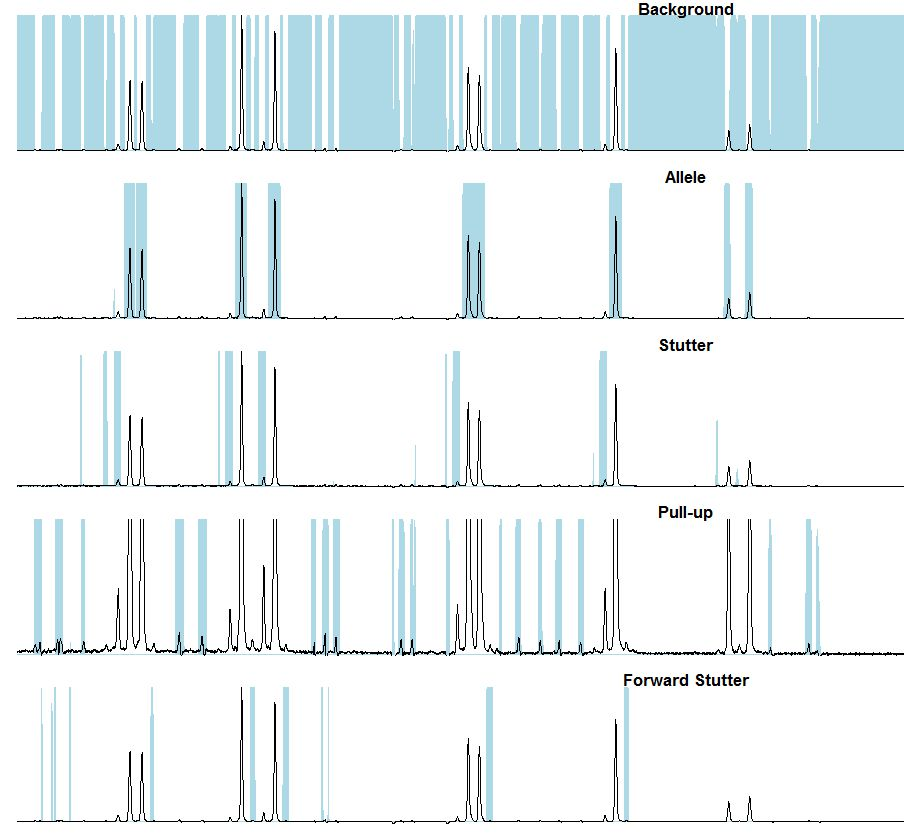 Background
Allele
Stutter
Pull-up
Forward Stutter